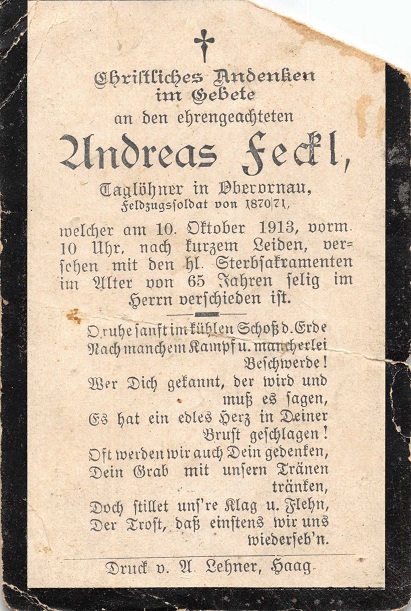 Christliches Andenken
im Gebete
an den ehrengeachteten
Andreas Feckl,
Taglöhner in Oberornau,
Feldzugssoldat von 1870/71,
welcher am 10. Oktober 1913, vorm.
10 Uhr, nach kurzem Leiden, ver-
sehen mit den hl. Sterbsakramenten
im Alter von 65 Jahren selig im
Herrn verschieden ist.
O, ruhe sanft im kühlen Schoß d. Erde
Nach manchem Kampf u. mancherlei
Beschwerde!
Wer Dich gekannt, der wird und
muß es sagen,
Es hat ein edles Herz in Deiner
Brust geschlagen!
Oft werden wir auch Dein gedenken,
Dein Grab mit unsern Tränen
tränken,
Doch stillet uns're Klag u. Flehn,
Der Trost, daß einstens wir uns
wiederseh'n.
Druck v. A. Lehner, Haag.